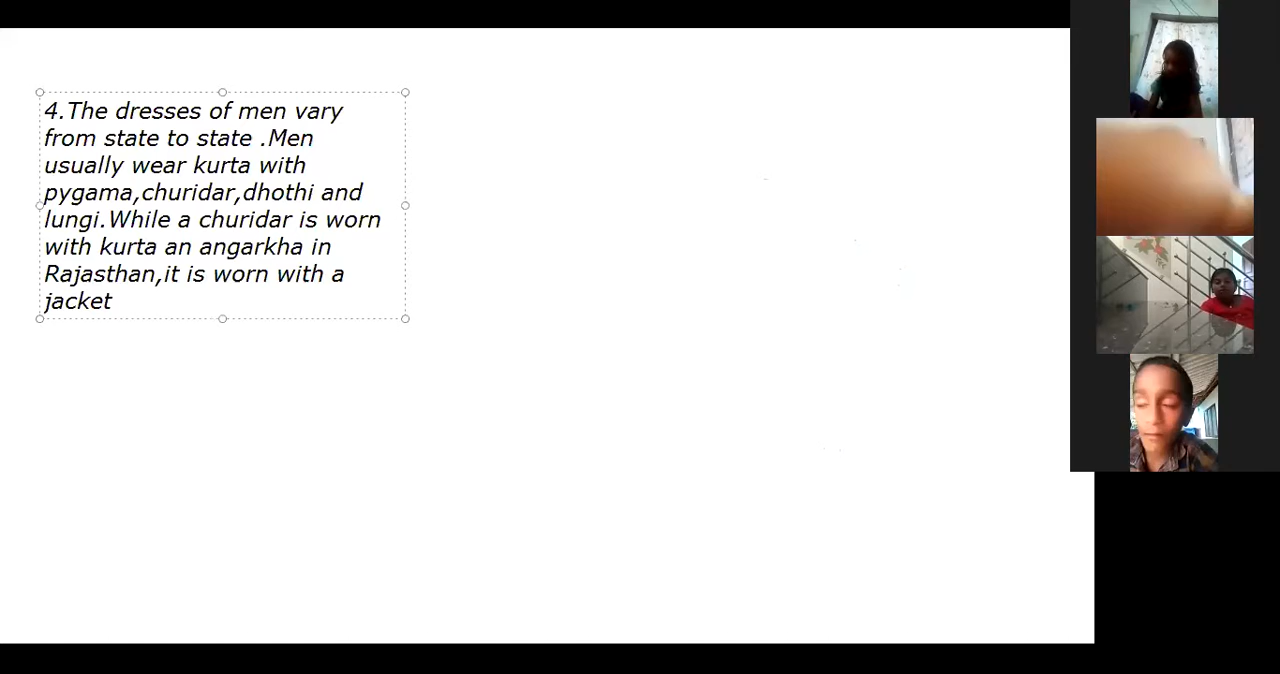 4.The dresses of men vary
from state to state .Men
usually wear kurta with
pygama,churidar,dhothi and
lungi.While a churidar is worn
with kurta an angarkha in
Rajasthan,it is worn with a
jacket